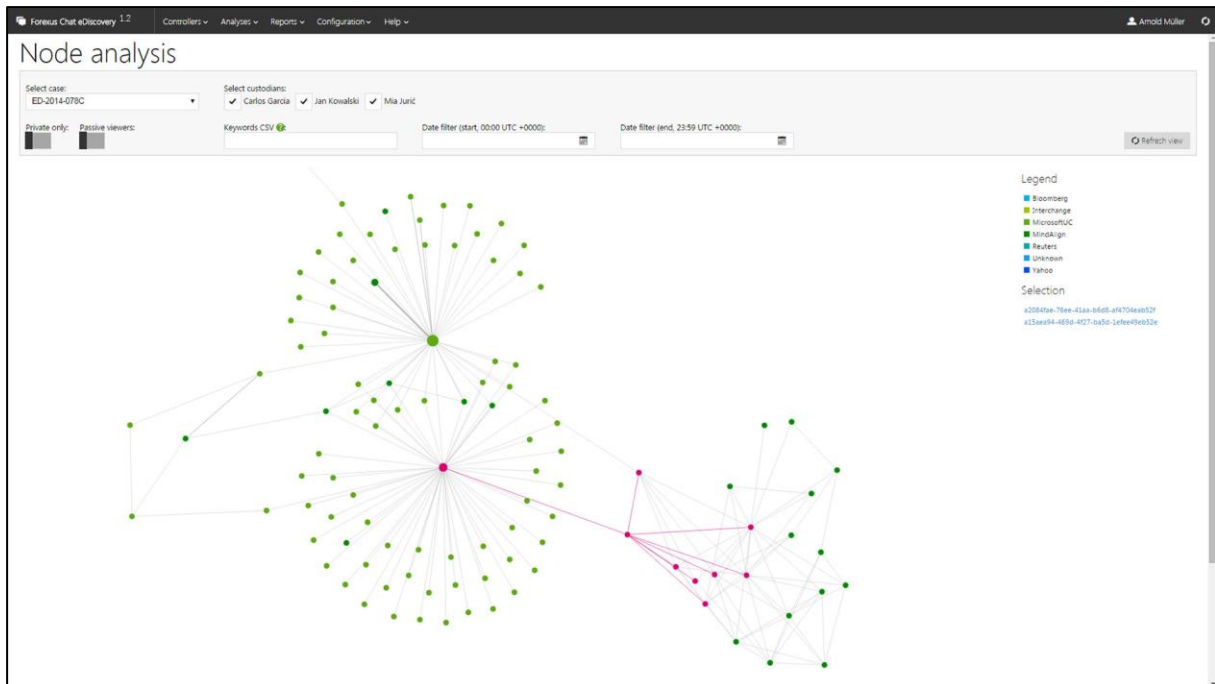 Forexus Chat eDiscovery 1.2 Controllers Analyses Reports Configuration Help Arnold Müller
Node analysis
Select case: Select custodians:
ED-2014-078C Carlos Garcia Jan Kowalski Mia Jurič
Private only: Passive viewers: Keywords CSV ?: Date filter (start, 00:00 UTC +0000): Date filter (end, 23:59 UTC +0000):
Refresh view
Legend
Bloomberg
Interchange
MicrosoftUC
MindAlign
Reuters
Unknown
Yahoo
Selection
a2084fae-76ee-41aa-b6d8-af4704eab52f
a15aea94-469d-4f27-ba5d-1efee49eb52e